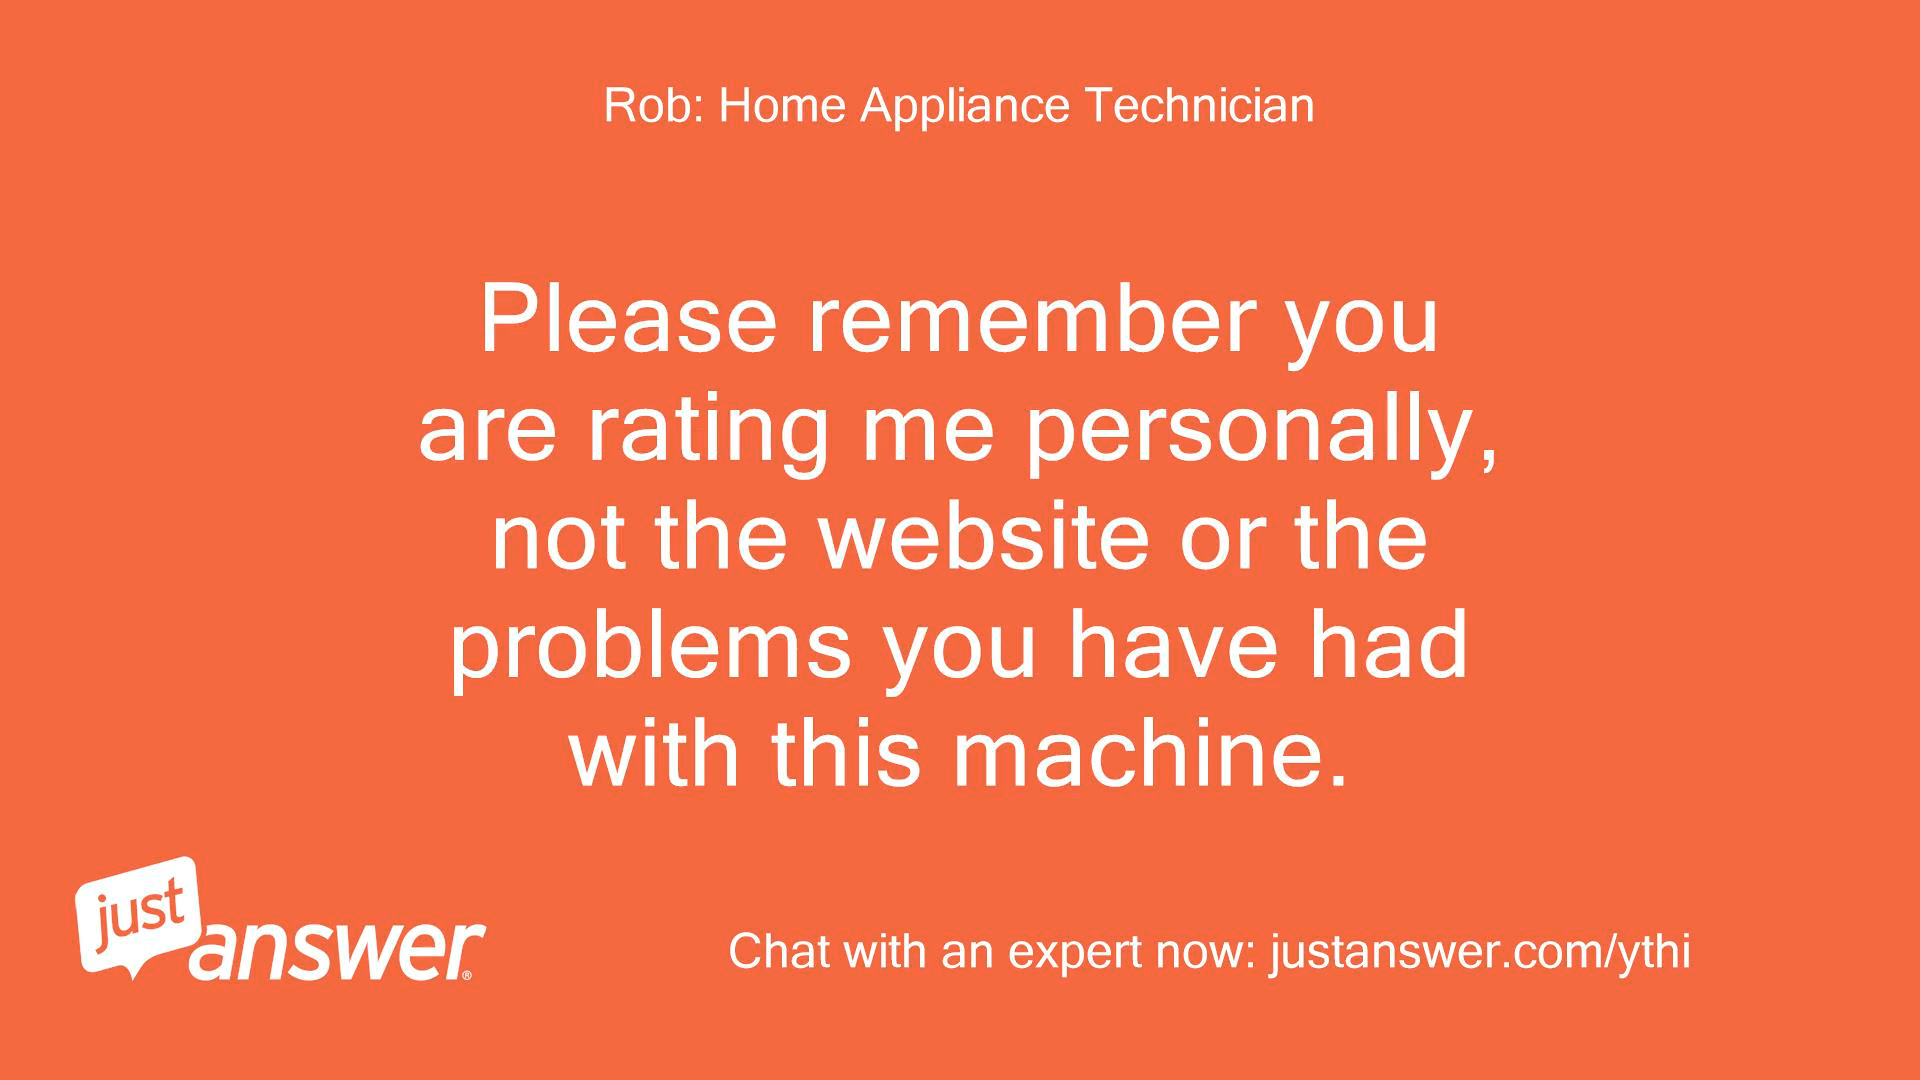 Rob: Home Appliance Technician
Please remember you
are rating me personally,
not the website or the
problems you have had
with this machine.
just
answer®
Chat with an expert now: justanswer.com/ythi